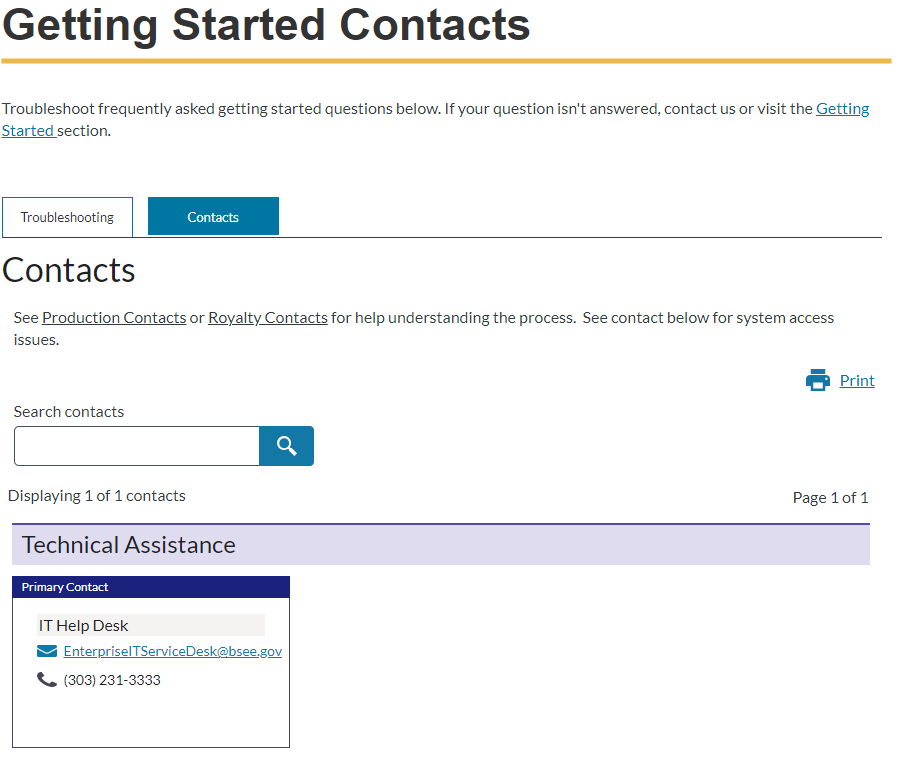 Getting Started Contacts
Troubleshoot frequently asked getting started questions below. If your question isn't answered, contact us or visit the Getting
Started section.
Troubleshooting
Contacts
Contacts
See Production Contacts or Royalty Contacts for help understanding the process.  See contact below for system access
issues.
Print
Search contacts
Displaying 1 of 1 contacts
Page 1 of 1
Technical Assistance
Primary Contact
IT Help Desk
EnterpriseITServiceDesk@bsee.gov
(303) 231-3333